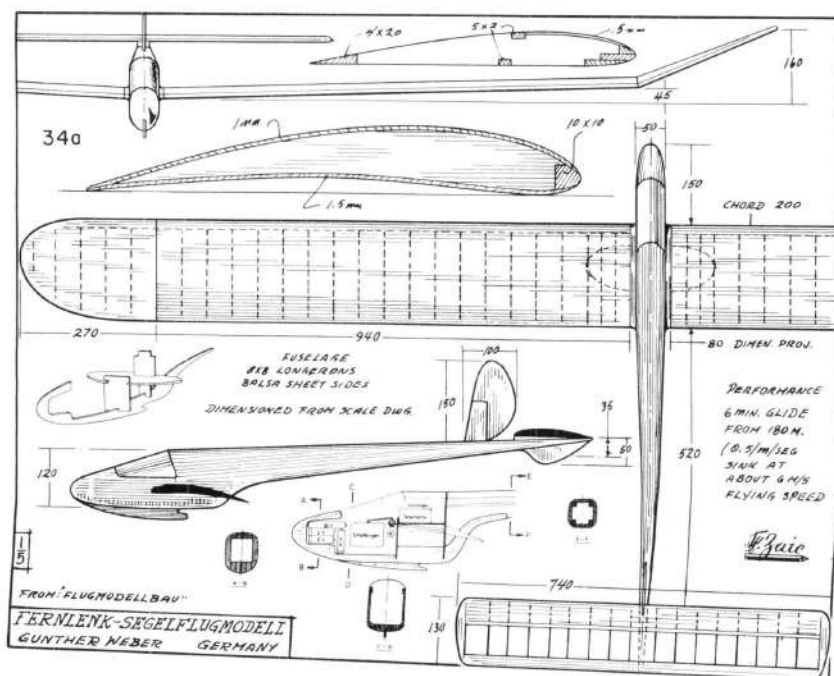 4X20
5X2
.5mm
160
45
50
34a
1mm
10X10
1.5mm
150
CHORD 200
270
940
80 DIMEN. PROJ.
FUSELAGE
8X8 LONGERONS
BALSA SHEET SIDES
DIMENSIONED FROM SCALE DWG.
100
150
35
50
120
PERFORMANCE
6 MIN. GLIDE
FROM 180 M.
(0.5/M/SEG
SINK AT
ABOUT 6 M/S
FLYING SPEED
520
A
C
E
B
D
F
A-B
E-F
C-D
1/5
F. Zaic
740
130
FROM "FLUGMODELLBAU"
FERNLENK-SEGELFLUGMODELL
GUNTHER WEBER GERMANY